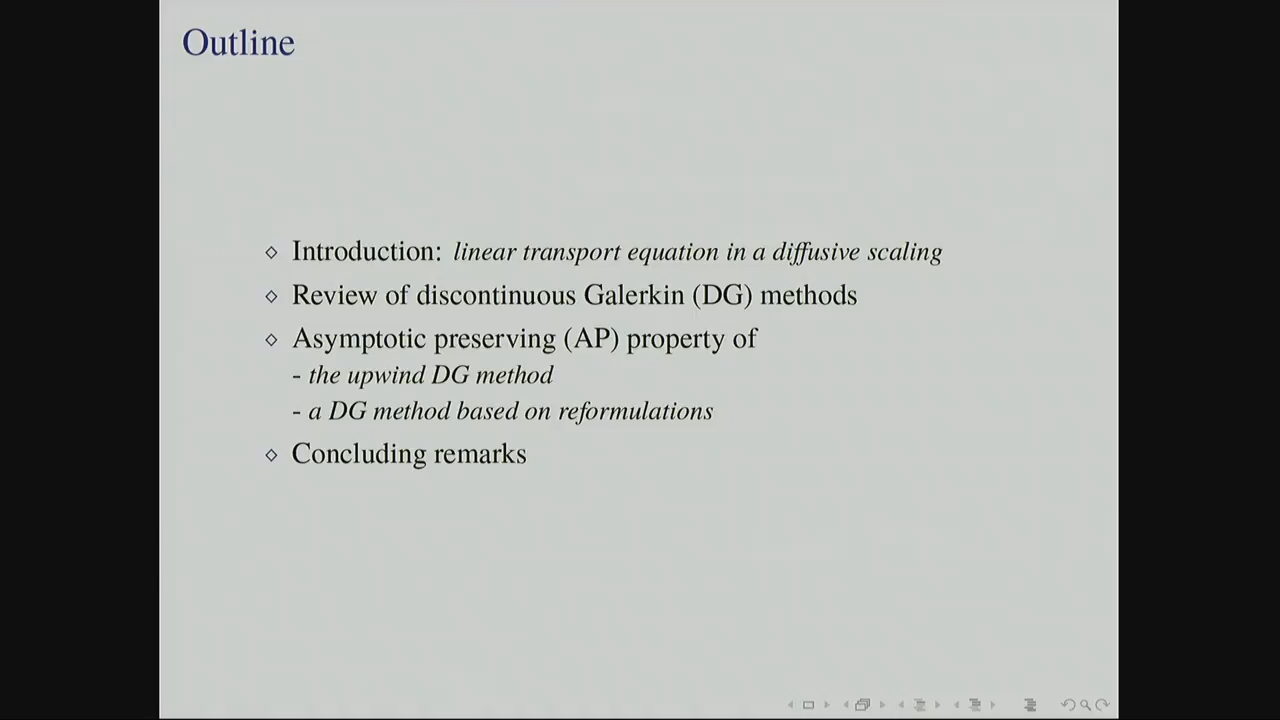 Outline
⋄ Introduction: linear transport equation in a diffusive scaling
⋄ Review of discontinuous Galerkin (DG) methods
⋄ Asymptotic preserving (AP) property of
- the upwind DG method
- a DG method based on reformulations
⋄ Concluding remarks